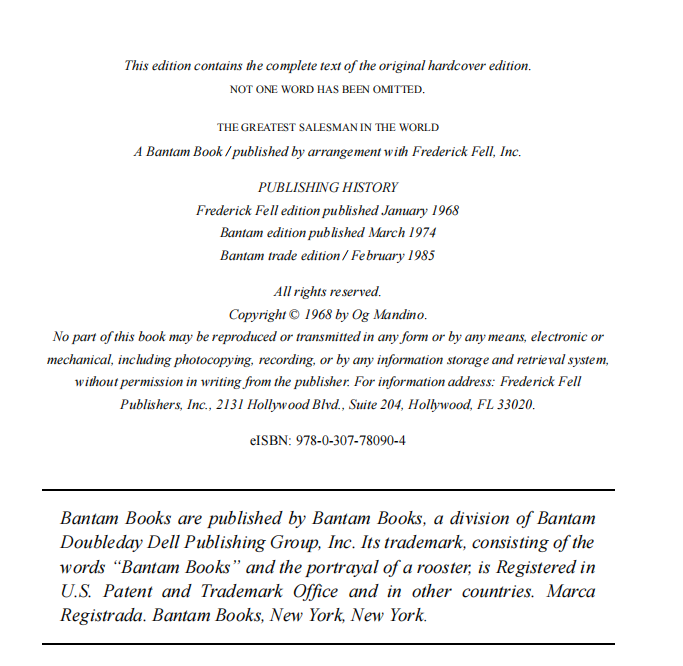 This edition contains the complete text of the original hardcover edition.
NOT ONE WORD HAS BEEN OMITTED.
THE GREATEST SALESMAN IN THE WORLD
A Bantam Book / published by arrangement with Frederick Fell, Inc.
PUBLISHING HISTORY
Frederick Fell edition published January 1968
Bantam edition published March 1974
Bantam trade edition / February 1985
All rights reserved.
Copyright © 1968 by Og Mandino.
No part of this book may be reproduced or transmitted in any form or by any means, electronic or
mechanical, including photocopying, recording, or by any information storage and retrieval system,
without permission in writing from the publisher. For information address: Frederick Fell
Publishers, Inc., 2131 Hollywood Blvd., Suite 204, Hollywood, FL 33020.
eISBN: 978-0-307-78090-4
Bantam Books are published by Bantam Books, a division of Bantam
Doubleday Dell Publishing Group, Inc. Its trademark, consisting of the
words “Bantam Books” and the portrayal of a rooster, is Registered in
U.S. Patent and Trademark Office and in other countries. Marca
Registrada. Bantam Books, New York, New York.